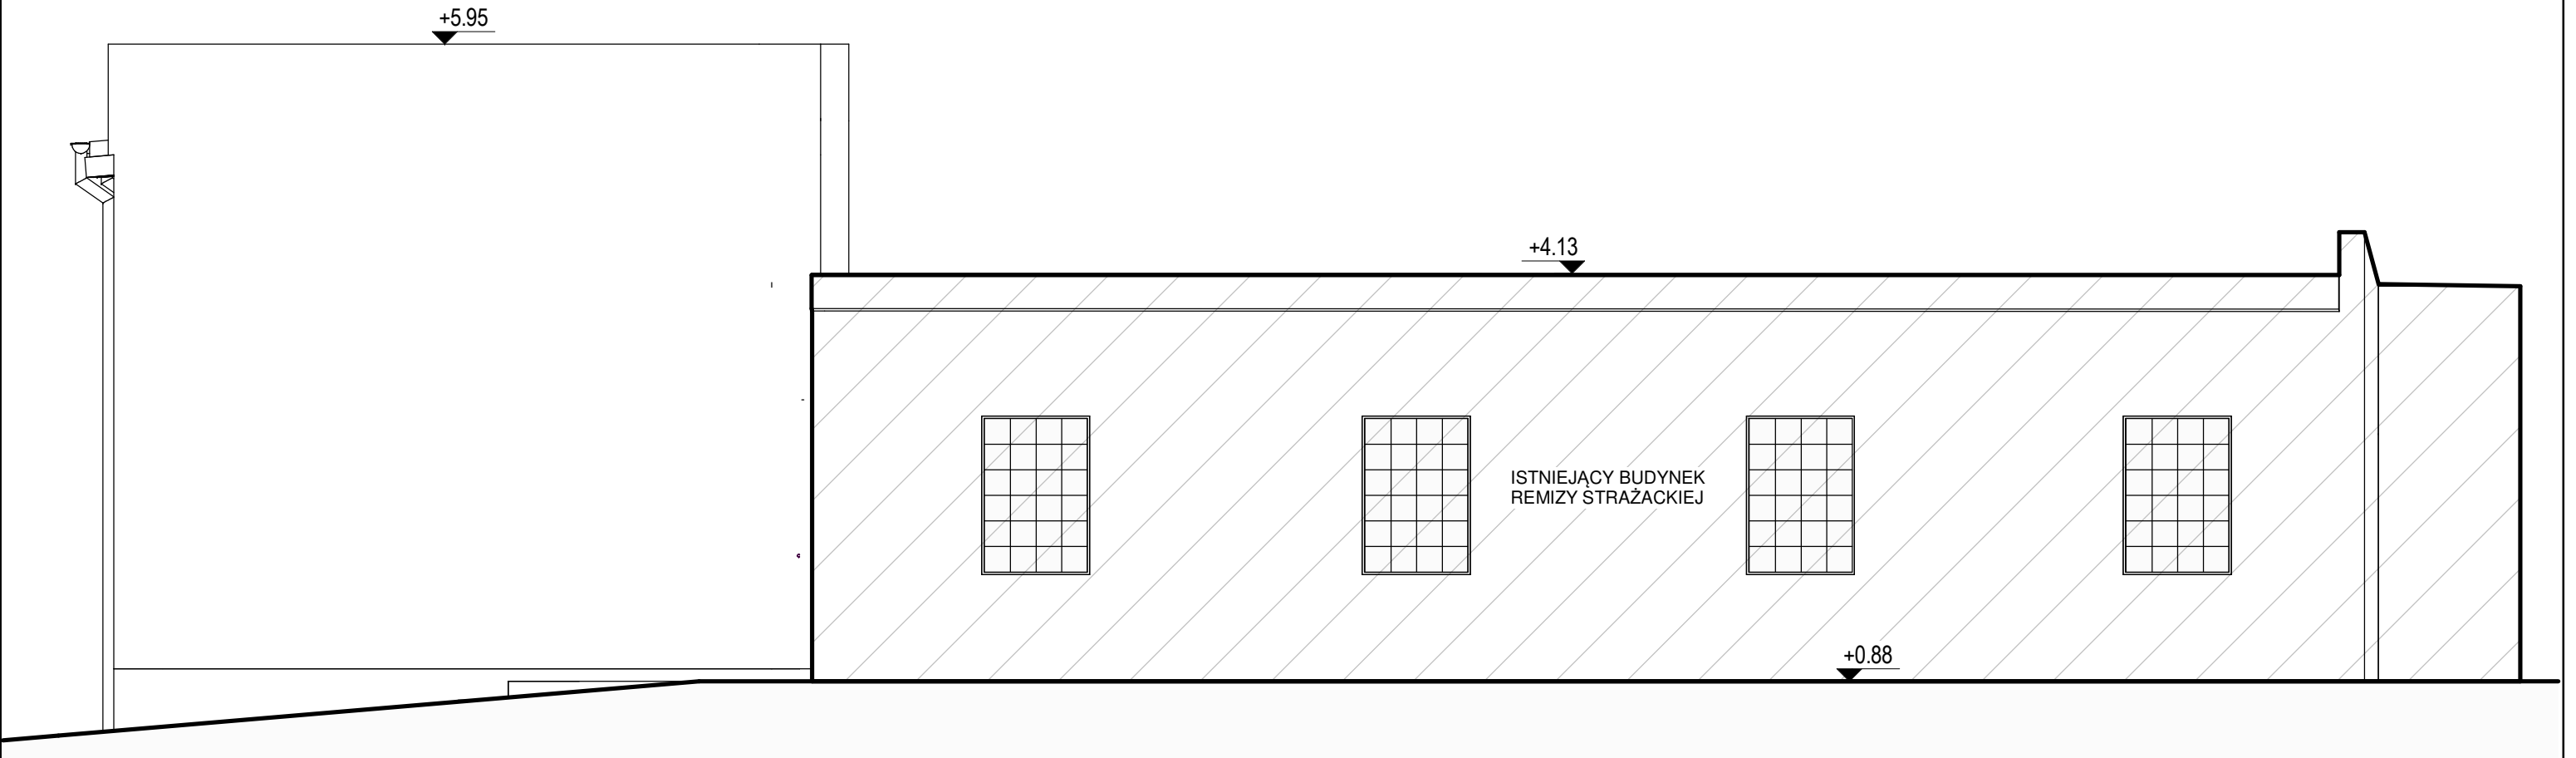 +5.95
+4.13
ISTNIEJĄCY BUDYNEK
REMIZY STRAŻACKIEJ
+0.88